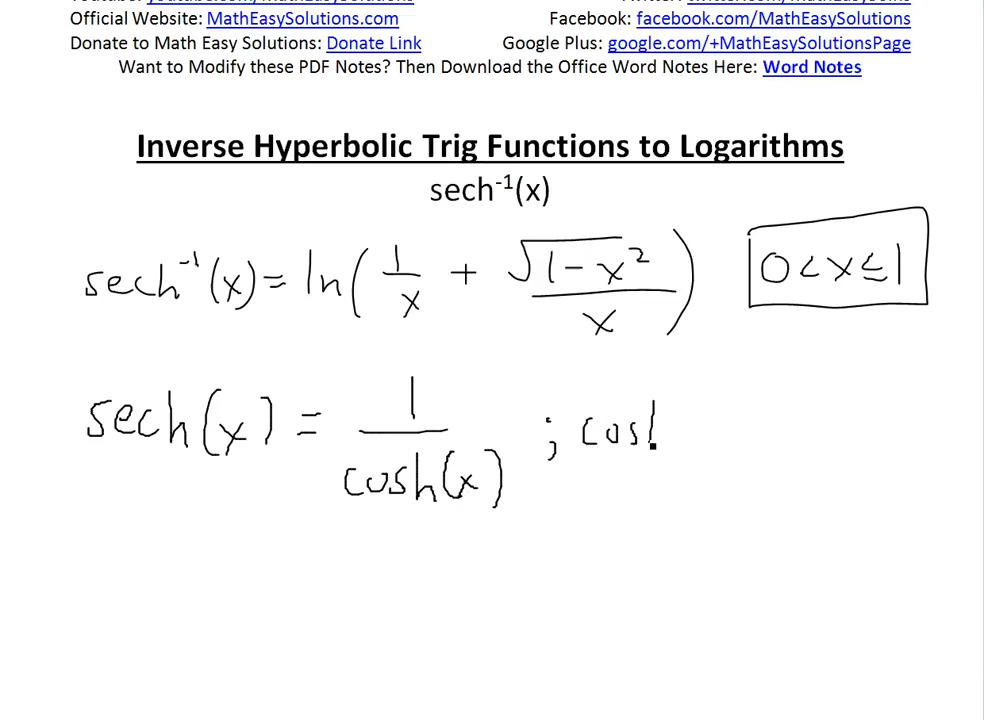 Official Website: MathEasySolutions.com Facebook: facebook.com/MathEasySolutions
Donate to Math Easy Solutions: Donate Link Google Plus: google.com/+MathEasySolutionsPage
Want to Modify these PDF Notes? Then Download the Office Word Notes Here: Word Notes
Inverse Hyperbolic Trig Functions to Logarithms
sech⁻¹(x)
sech⁻¹(x) = ln(1/x + √(1-x²)/x) 0<x≤1
sech(x) = 1/cosh(x) ; cos